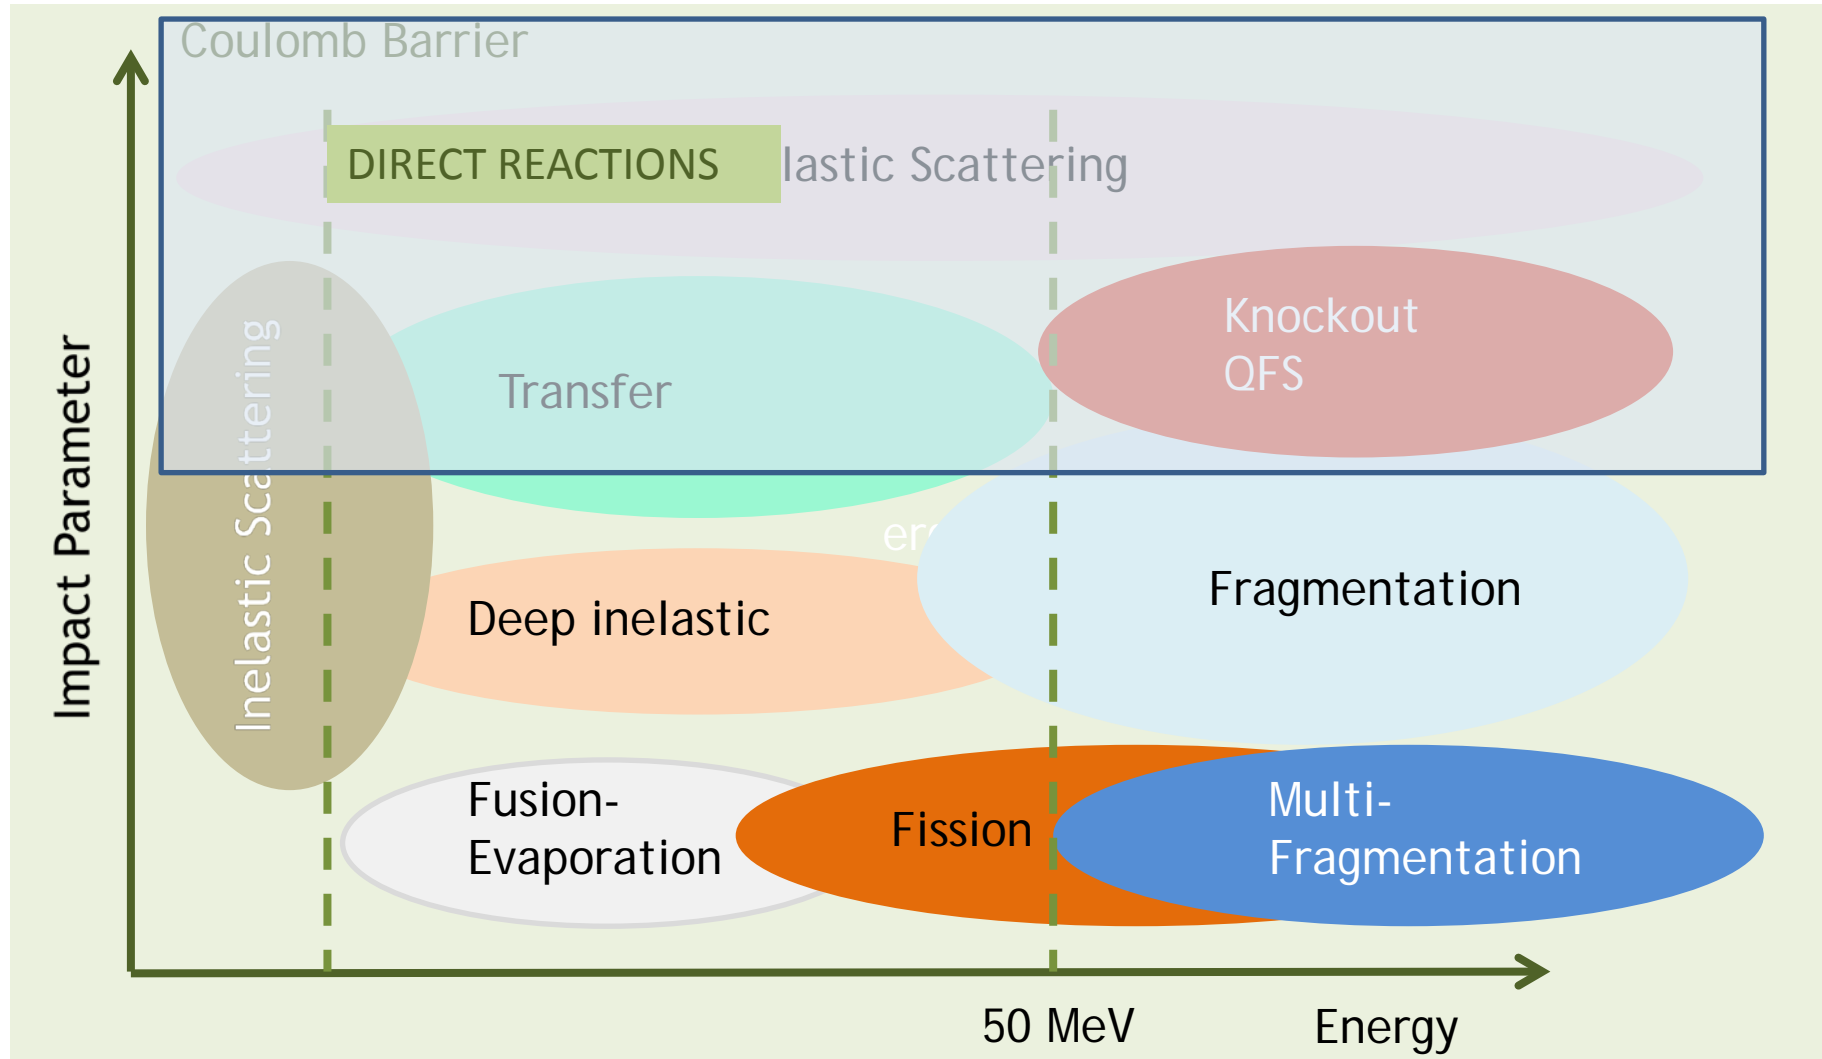 Coulomb Barrier
DIRECT REACTIONS
lastic Scattering
Knockout
QFS
Transfer
Inelastic Scattering
Impact Parameter
Deep inelastic
Fragmentation
Fusion-
Evaporation
Fission
Multi-
Fragmentation
50 MeV
Energy